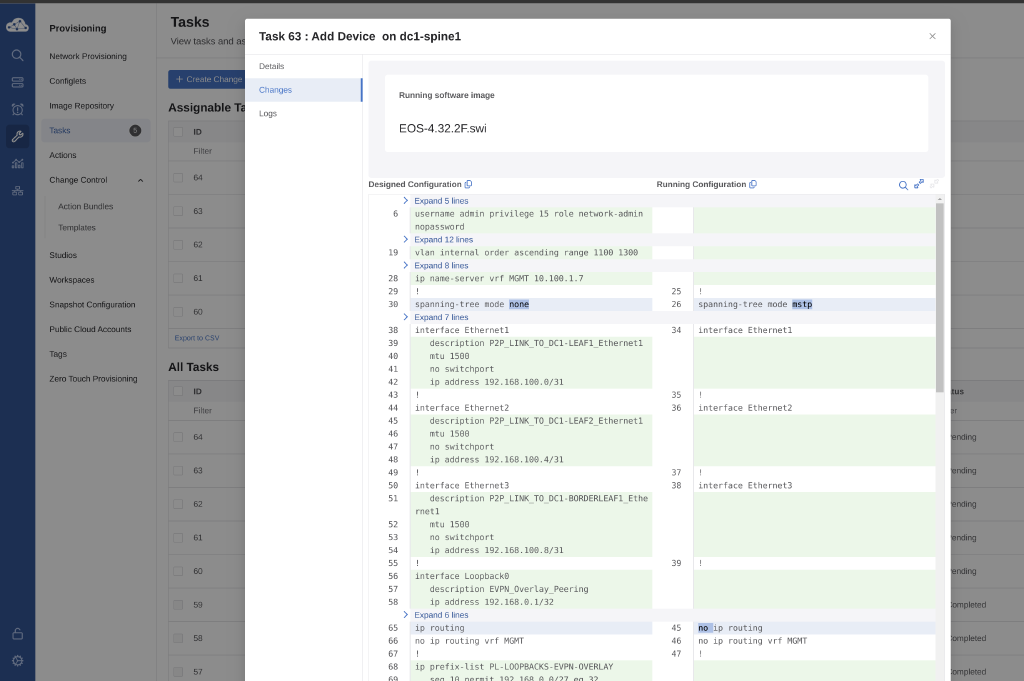 Provisioning
Network Provisioning
Configlets
Image Repository
Tasks
5
Actions
Change Control
Action Bundles
Templates
Studios
Workspaces
Snapshot Configuration
Public Cloud Accounts
Tags
Zero Touch Provisioning
Tasks
View tasks and as
+ Create Change
Assignable Ta
ID
Filter
64
63
62
61
60
Export to CSV
All Tasks
ID
Filter
64
63
62
61
60
59
58
57
tus
er
ending
ending
ending
ending
ending
ompleted
ompleted
ompleted
Task 63 : Add Device on dc1-spine1
×
Details
Changes
Logs
Running software image
EOS-4.32.2F.swi
Designed Configuration
Running Configuration
Expand 5 lines
6 username admin privilege 15 role network-admin
nopassword
Expand 12 lines
19 vlan internal order ascending range 1100 1300
Expand 8 lines
28 ip name-server vrf MGMT 10.100.1.7
29 ! 25 !
30 spanning-tree mode none 26 spanning-tree mode mstp
Expand 7 lines
38 interface Ethernet1 34 interface Ethernet1
39 description P2P_LINK_TO_DC1-LEAF1_Ethernet1
40 mtu 1500
41 no switchport
42 ip address 192.168.100.0/31
43 ! 35 !
44 interface Ethernet2 36 interface Ethernet2
45 description P2P_LINK_TO_DC1-LEAF2_Ethernet1
46 mtu 1500
47 no switchport
48 ip address 192.168.100.4/31
49 ! 37 !
50 interface Ethernet3 38 interface Ethernet3
51 description P2P_LINK_TO_DC1-BORDERLEAF1_Ethe
rnet1
52 mtu 1500
53 no switchport
54 ip address 192.168.100.8/31
55 ! 39 !
56 interface Loopback0
57 description EVPN_Overlay_Peering
58 ip address 192.168.0.1/32
Expand 6 lines
65 ip routing 45 no ip routing
66 no ip routing vrf MGMT 46 no ip routing vrf MGMT
67 ! 47 !
68 ip prefix-list PL-LOOPBACKS-EVPN-OVERLAY
69 seq 10 permit 192.168.0.0/27 eq 32